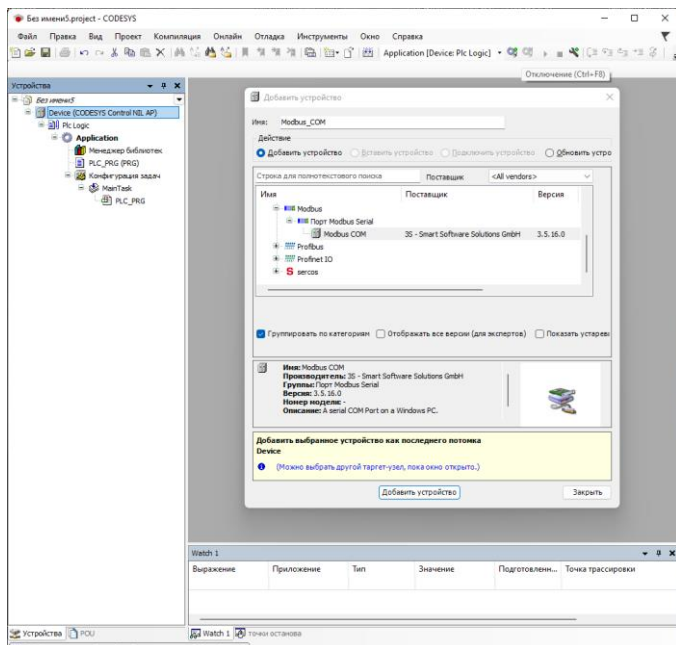 Без имени5.project - CODESYS
Файл Правка Вид Проект Компиляция Онлайн Отладка Инструменты Окно Справка
Application [Device: Plc Logic]
Отключение (Ctrl+F8)
Устройства
Без имени5
Device (CODESYS Control NIL AP)
Plc Logic
Application
Менеджер библиотек
PLC_PRG (PRG)
Конфигурация задач
MainTask
PLC_PRG
Добавить устройство
Имя: Modbus_COM
Действие
Добавить устройство Вставить устройство Подключить устройство Обновить устро
Строка для полнотекстового поиска Поставщик <All vendors>
Имя Поставщик Версия
Modbus
Порт Modbus Serial
Modbus COM 3S - Smart Software Solutions GmbH 3.5.16.0
Profibus
Profinet IO
sercos
Группировать по категориям Отображать все версии (для экспертов) Показать устарев
Имя: Modbus COM
Производитель: 3S - Smart Software Solutions GmbH
Группы: Порт Modbus Serial
Версия: 3.5.16.0
Номер модели: -
Описание: A serial COM Port on a Windows PC.
Добавить выбранное устройство как последнего потомка
Device
(Можно выбрать другой таргет-узел, пока окно открыто.)
Добавить устройство Закрыть
Watch 1
Выражение Приложение Тип Значение Подготовленн... Точка трассировки
Устройства POU Watch 1 точки останова